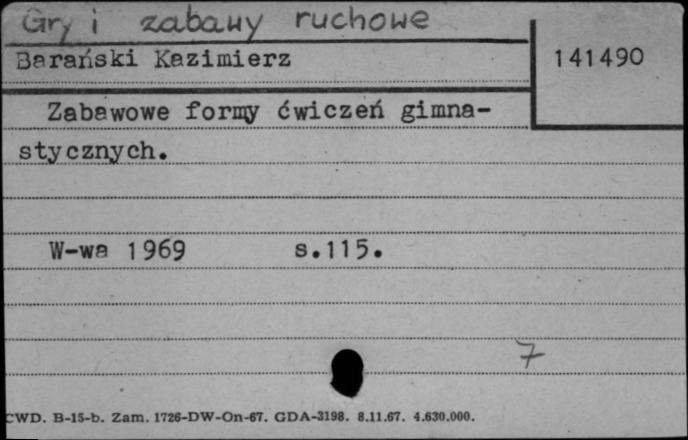 Gry i zabawy ruchowe
Barański Kazimierz
141490
Zabawowe formy ćwiczeń gimna-
stycznych.
W-wa 1969 s.115.
7
CWD. B-15-b. Zam. 1726-DW-On-67. GDA-3198. 8.11.67. 4.630.000.